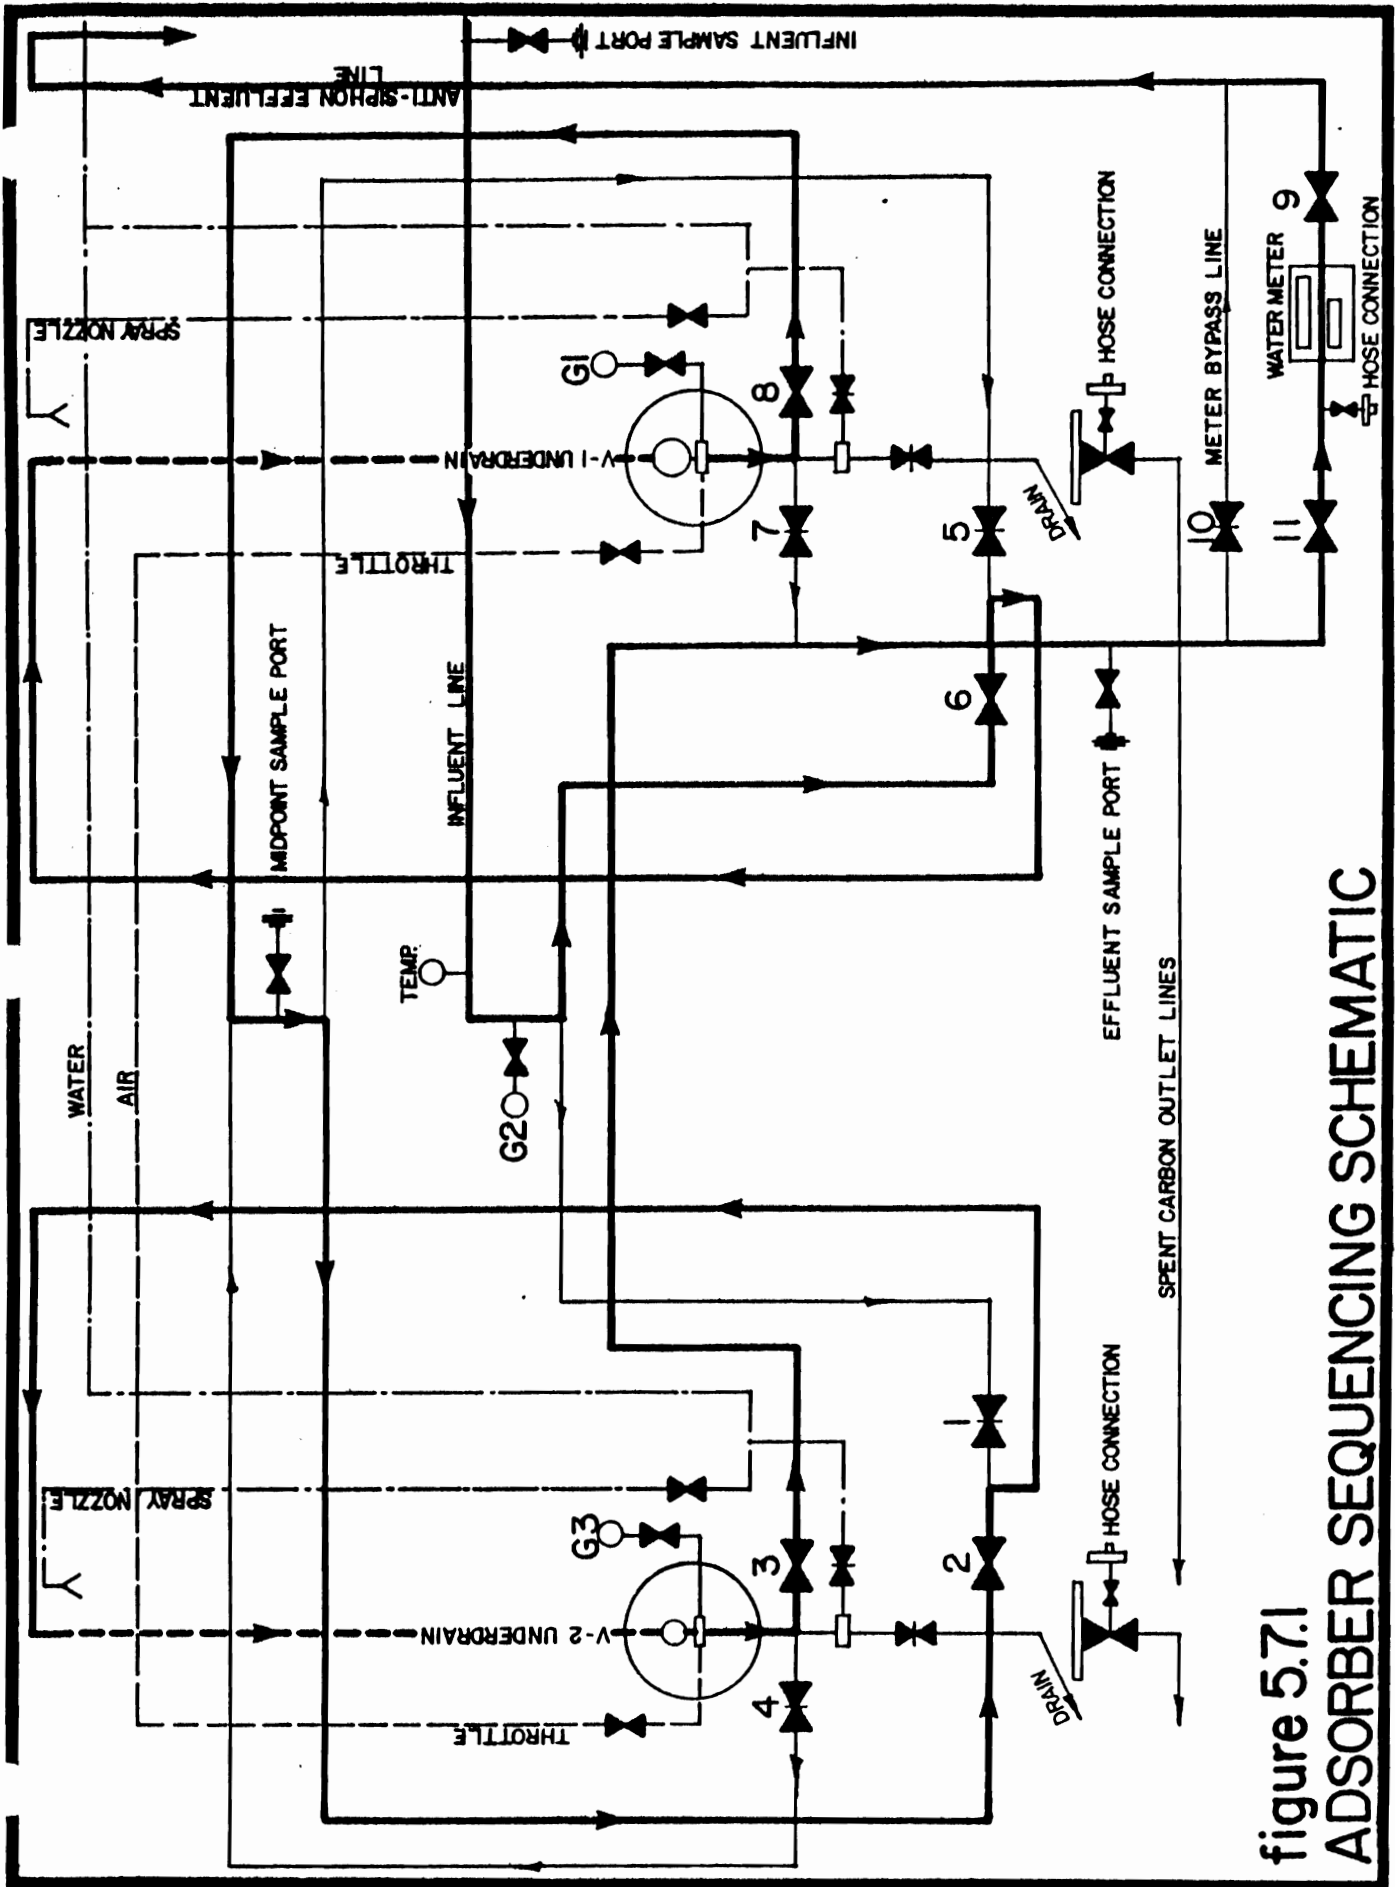 WATER
AIR
SPRAY NOZZLE
SPRAY NOZZLE
ANTI-SIPHON EFFLUENT
LINE
MIDPOINT SAMPLE PORT
THROTTLE
THROTTLE
TEMP.
INFLUENT LINE
INFLUENT SAMPLE PORT
G2
G3
G1
V-2 UNDERDRAIN
V-1 UNDERDRAIN
4
3
7
8
2
1
6
5
DRAIN
DRAIN
HOSE CONNECTION
EFFLUENT SAMPLE PORT
HOSE CONNECTION
SPENT CARBON OUTLET LINES
10
METER BYPASS LINE
11
WATER METER
9
HOSE CONNECTION
figure 5.7.1
ADSORBER SEQUENCING SCHEMATIC